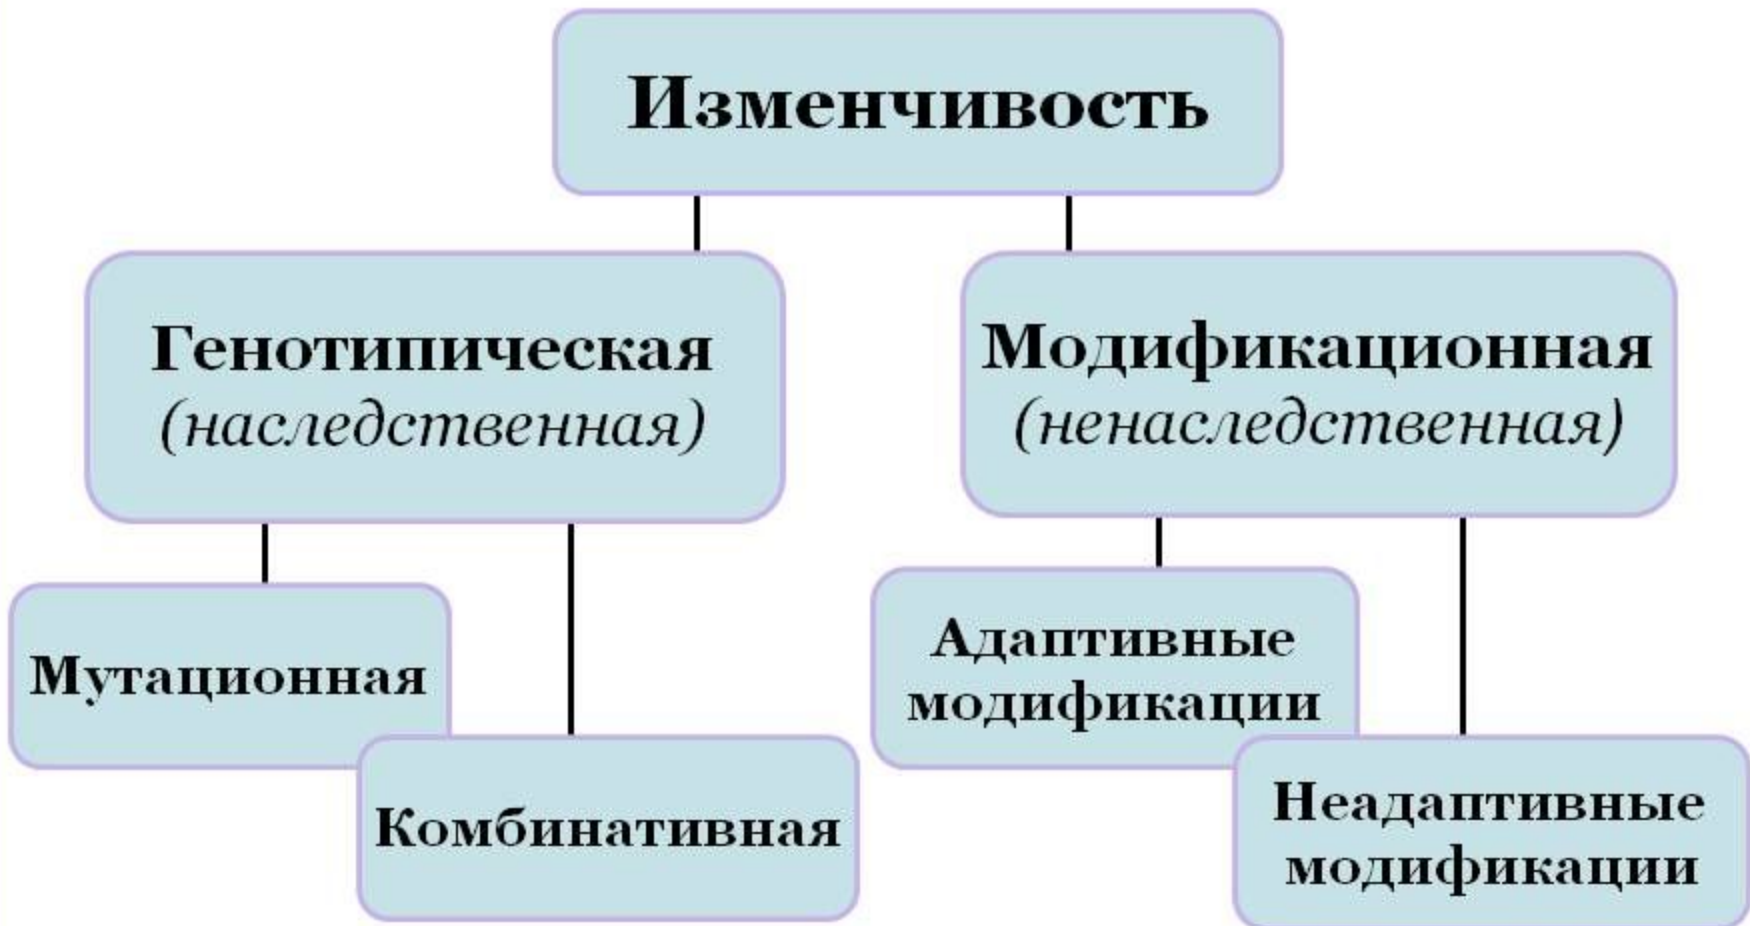 Изменчивость
Генотипическая
(наследственная)
Модификационная
(ненаследственная)
Мутационная
Комбинативная
Адаптивные
модификации
Неадаптивные
модификации